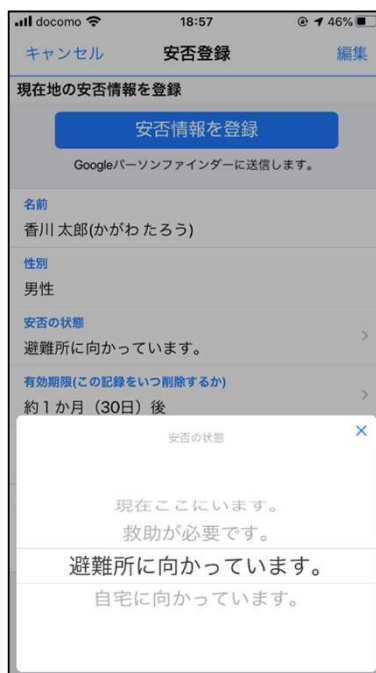 docomo 18:57 46%
キャンセル 安否登録 編集
現在地の安否情報を登録
安否情報を登録
Googleパーソンファインダーに送信します。
名前
香川 太郎(かがわ たろう)
性別
男性
安否の状態
避難所に向かっています。
有効期限(この記録をいつ削除するか)
約1か月（30日）後
安否の状態
現在ここにいます。
救助が必要です。
避難所に向かっています。
自宅に向かっています。